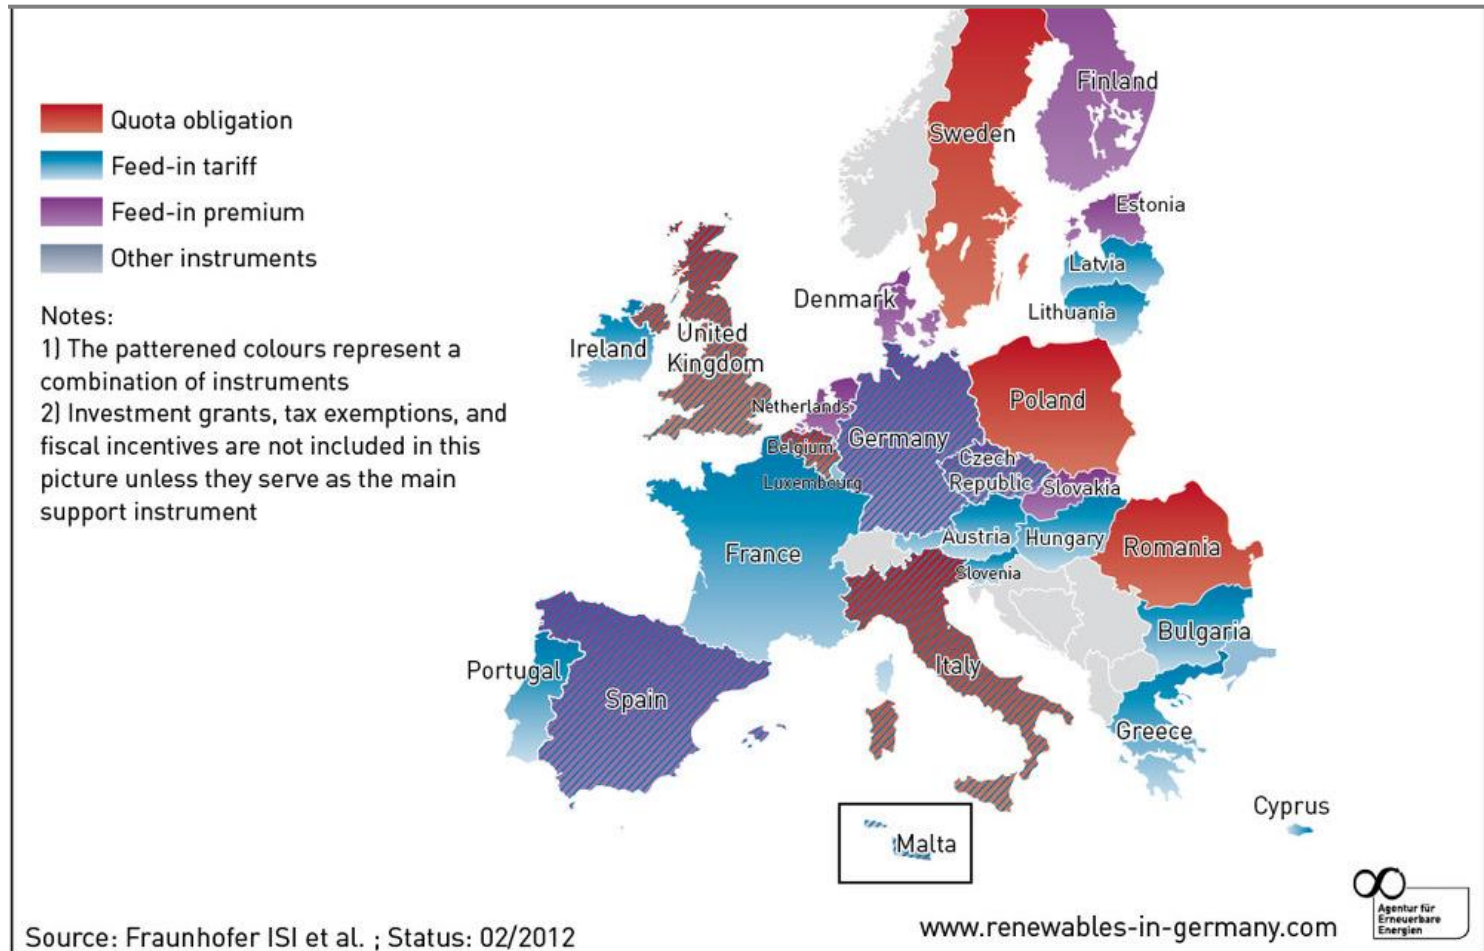 Quota obligation
Feed-in tariff
Feed-in premium
Other instruments
Notes:
1) The patterened colours represent a
combination of instruments
2) Investment grants, tax exemptions, and
fiscal incentives are not included in this
picture unless they serve as the main
support instrument
Finland
Sweden
Estonia
Latvia
Lithuania
Denmark
Ireland
United
Kingdom
Netherlands
Poland
Germany
Belgium
Luxembourg
Czech
Republic
Slovakia
France
Austria
Hungary
Romania
Slovenia
Bulgaria
Portugal
Spain
Italy
Greece
Cyprus
Malta
Source: Fraunhofer ISI et al. ; Status: 02/2012
www.renewables-in-germany.com
Agentur für
Erneuerbare
Energien